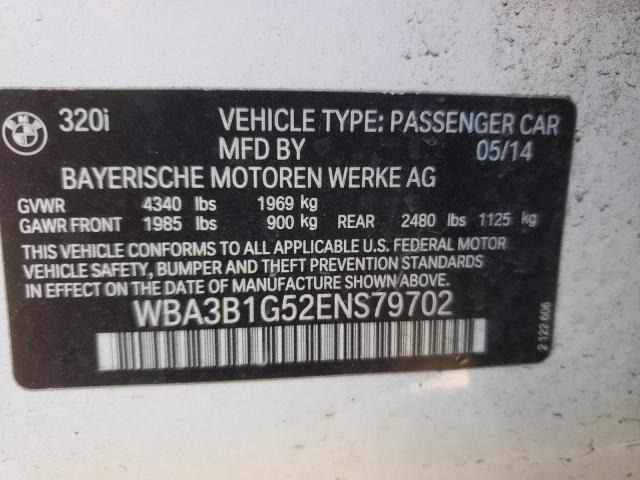 BMW 320i VEHICLE TYPE: PASSENGER CAR
MFD BY 05/14
BAYERISCHE MOTOREN WERKE AG
GVWR 4340 lbs 1969 kg
GAWR FRONT 1985 lbs 900 kg REAR 2480 lbs 1125 kg
THIS VEHICLE CONFORMS TO ALL APPLICABLE U.S. FEDERAL MOTOR
VEHICLE SAFETY, BUMPER AND THEFT PREVENTION STANDARDS
IN EFFECT ON THE DATE OF MANUFACTURE SHOWN ABOVE.
WBA3B1G52ENS79702
2 122 606